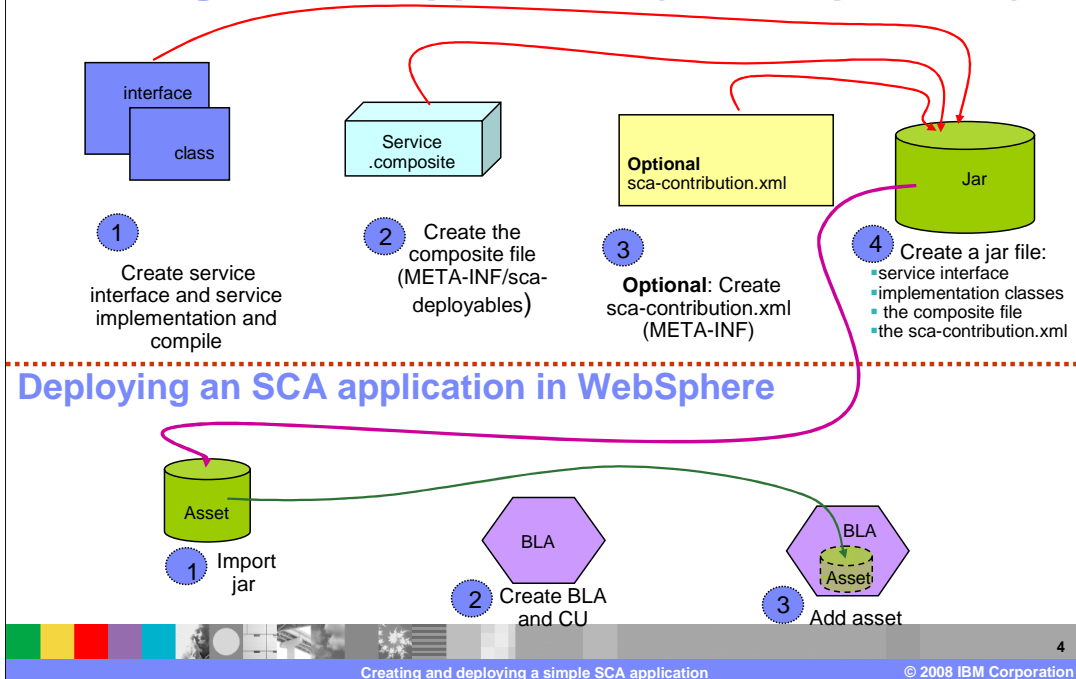 interface
class
Service
.composite
Optional
sca-contribution.xml
Jar
1
Create service
interface and service
implementation and
compile
2
Create the
composite file
(META-INF/sca-
deployables)
3
Optional: Create
sca-contribution.xml
(META-INF)
4
Create a jar file:
▪service interface
▪implementation classes
▪ the composite file
▪the sca-contribution.xml
Deploying an SCA application in WebSphere
Asset
1
Import
jar
BLA
2
Create BLA
and CU
BLA
Asset
3
Add asset
4
Creating and deploying a simple SCA application
© 2008 IBM Corporation